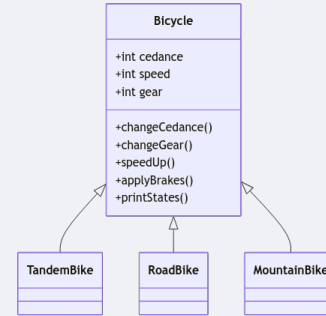 Bicycle
+int cedance
+int speed
+int gear
+changeCedance()
+changeGear()
+speedUp()
+applyBrakes()
+printStates()
TandemBike
RoadBike
MountainBike